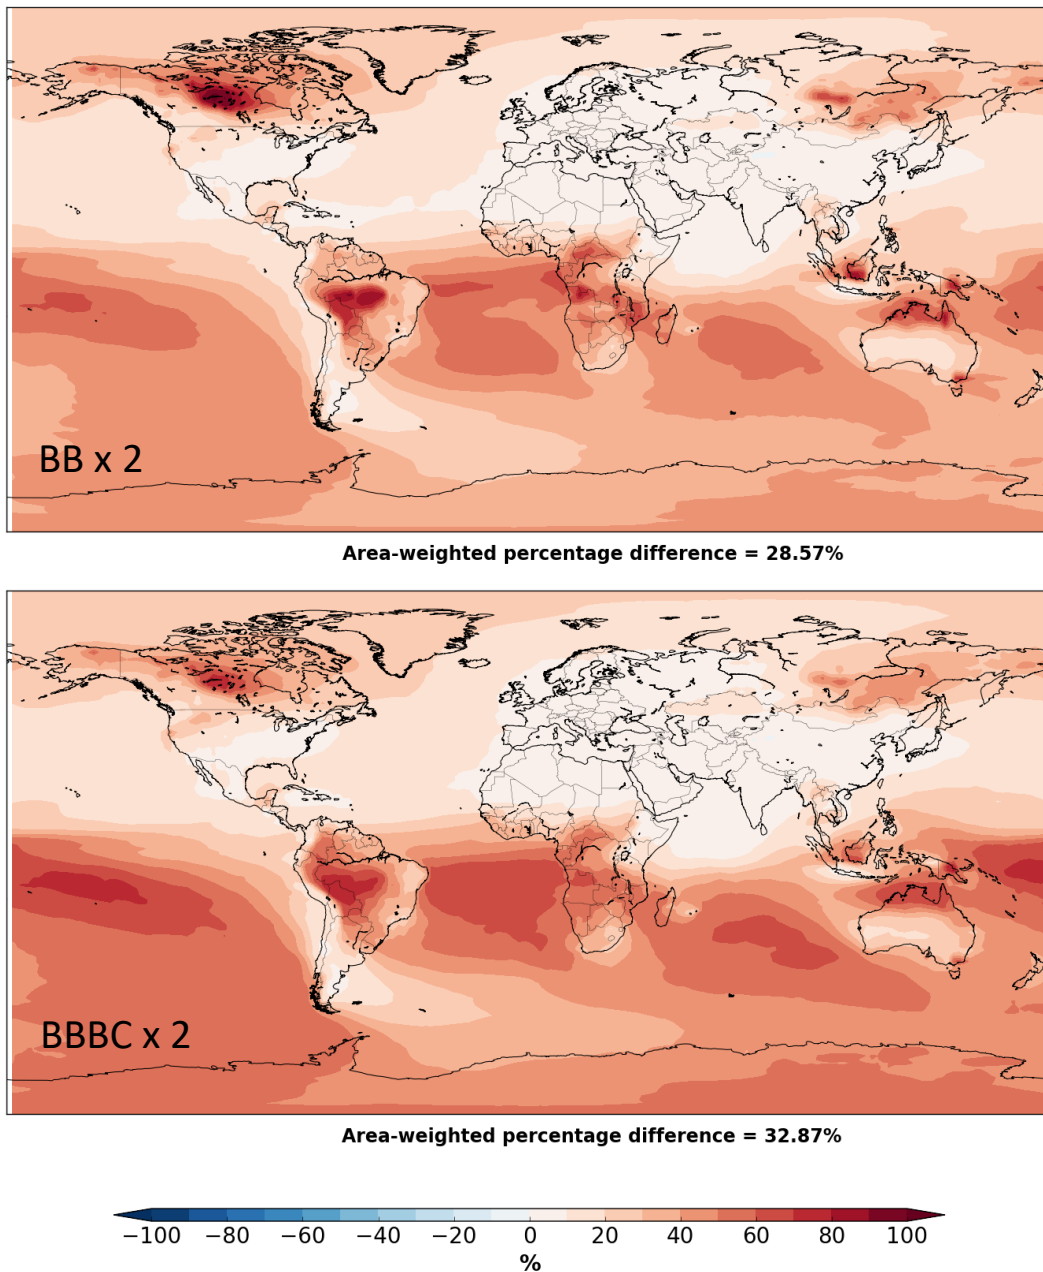 BB x 2
Area-weighted percentage difference = 28.57%
BBBC x 2
Area-weighted percentage difference = 32.87%
−100 −80 −60 −40 −20 0 20 40 60 80 100
%